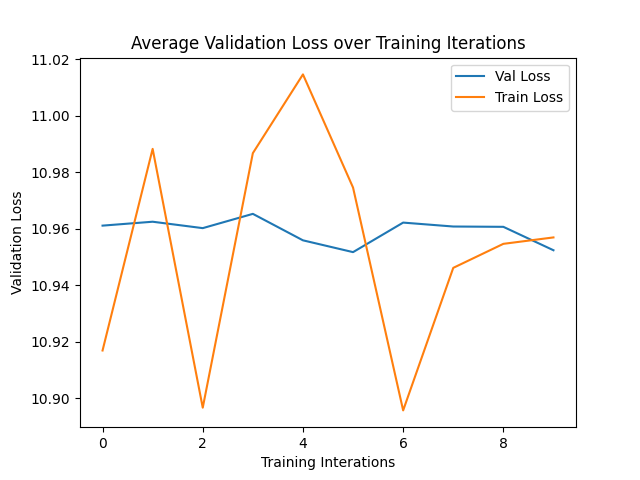 Average Validation Loss over Training Iterations
11.02
11.00
10.98
10.96
10.94
10.92
10.90
Validation Loss
Val Loss
Train Loss
0 2 4 6 8
Training Interations